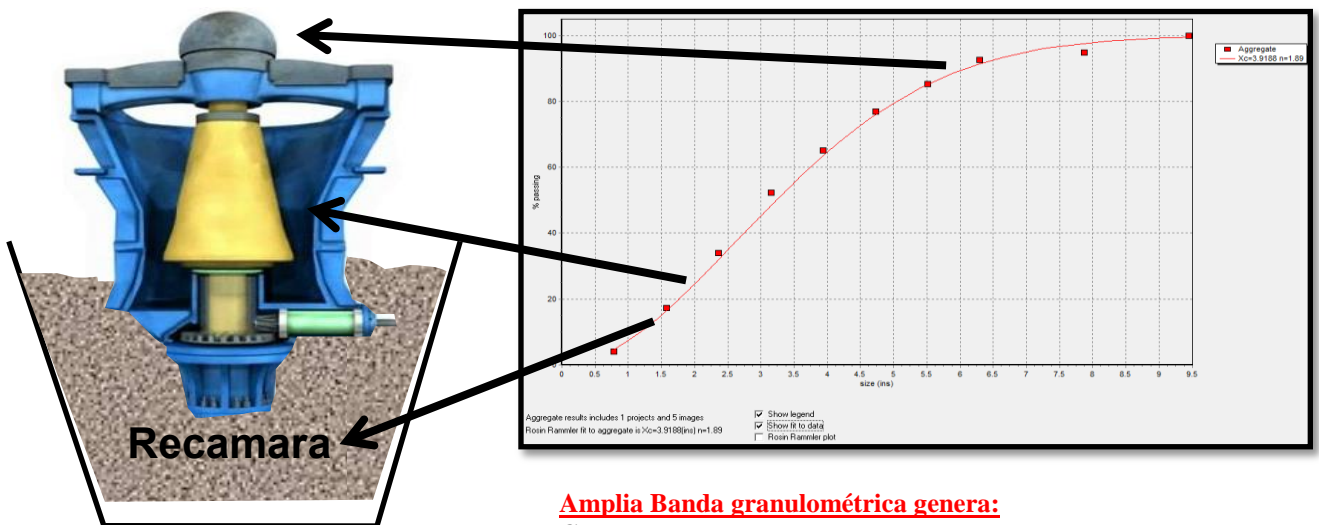 100
80
60
40
20
0
% passing
0 0.5 1 1.5 2 2.5 3 3.5 4 4.5 5 5.5 6 6.5 7 7.5 8 8.5 9 9.5
size (ins)
Aggregate
Xc=3.9188 n=1.89
Aggregate results includes 1 projects and 5 images
Rosin Rammler fit to aggregate is Xc=3.9188(ins) n=1.89
Show legend
Show fit to data
Rosin Rammler plot
Recamara
Amplia Banda granulométrica genera: